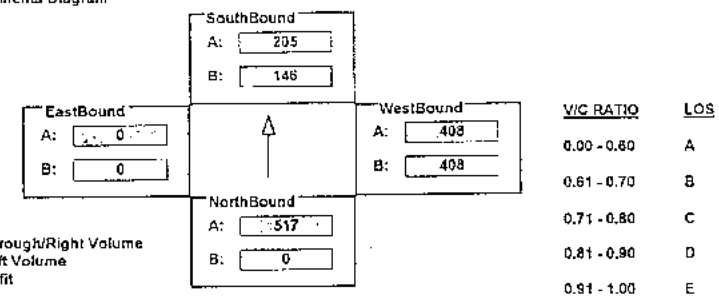 Diagram
SouthBound
A: 205
B: 146
EastBound
A: 0
B: 0
WestBound
A: 408
B: 408
NorthBound
A: 517
B: 0
rough/Right Volume
ft Volume
fit
V/C RATIO LOS
0.00 - 0.60 A
0.61 - 0.70 B
0.71 - 0.80 C
0.81 - 0.90 D
0.91 - 1.00 E